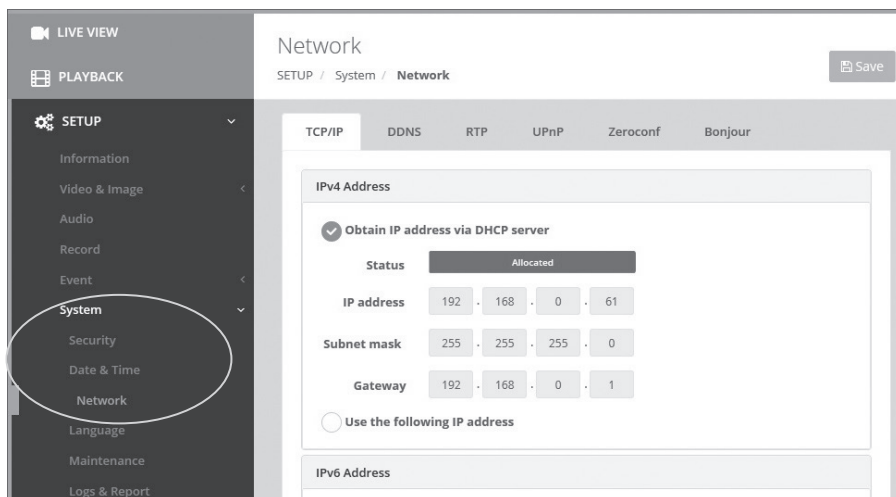 LIVE VIEW
PLAYBACK
SETUP
Information
Video & Image
Audio
Record
Event
System
Security
Date & Time
Network
Language
Maintenance
Logs & Report
Network
SETUP / System / Network
Save
TCP/IP DDNS RTP UPnP Zeroconf Bonjour
IPv4 Address
Obtain IP address via DHCP server
Status Allocated
IP address 192 . 168 . 0 . 61
Subnet mask 255 . 255 . 255 . 0
Gateway 192 . 168 . 0 . 1
Use the following IP address
IPv6 Address